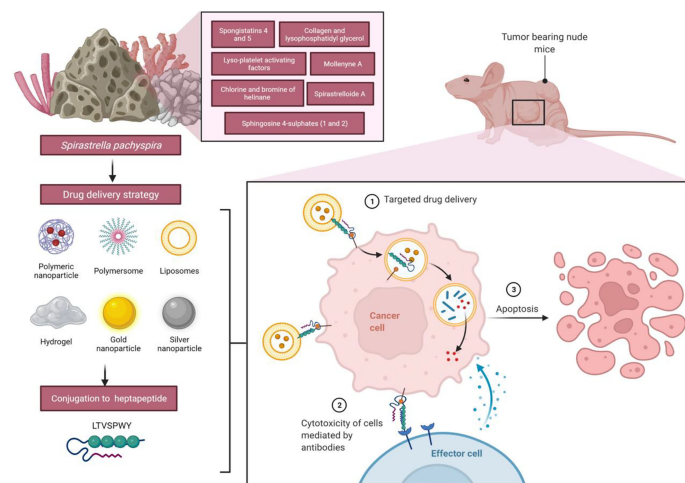 Spongistatins 4
and 5
Collagen and
lysophosphatidyl glycerol
Lyso-platelet activating
factors
Mollenyne A
Chlorine and bromine of
helinane
Spirastrelloide A
Sphingosine 4-sulphates (1 and 2)
Tumor bearing nude
mice
Spirastrella pachyspira
Drug delivery strategy
Polymeric
nanoparticle
Polymersome
Liposomes
Hydrogel
Gold
nanoparticle
Silver
nanoparticle
Conjugation to heptapeptide
LTVSPWY
1 Targeted drug delivery
Cancer
cell
2
Cytotoxicity of cells
mediated by
antibodies
Effector cell
3
Apoptosis